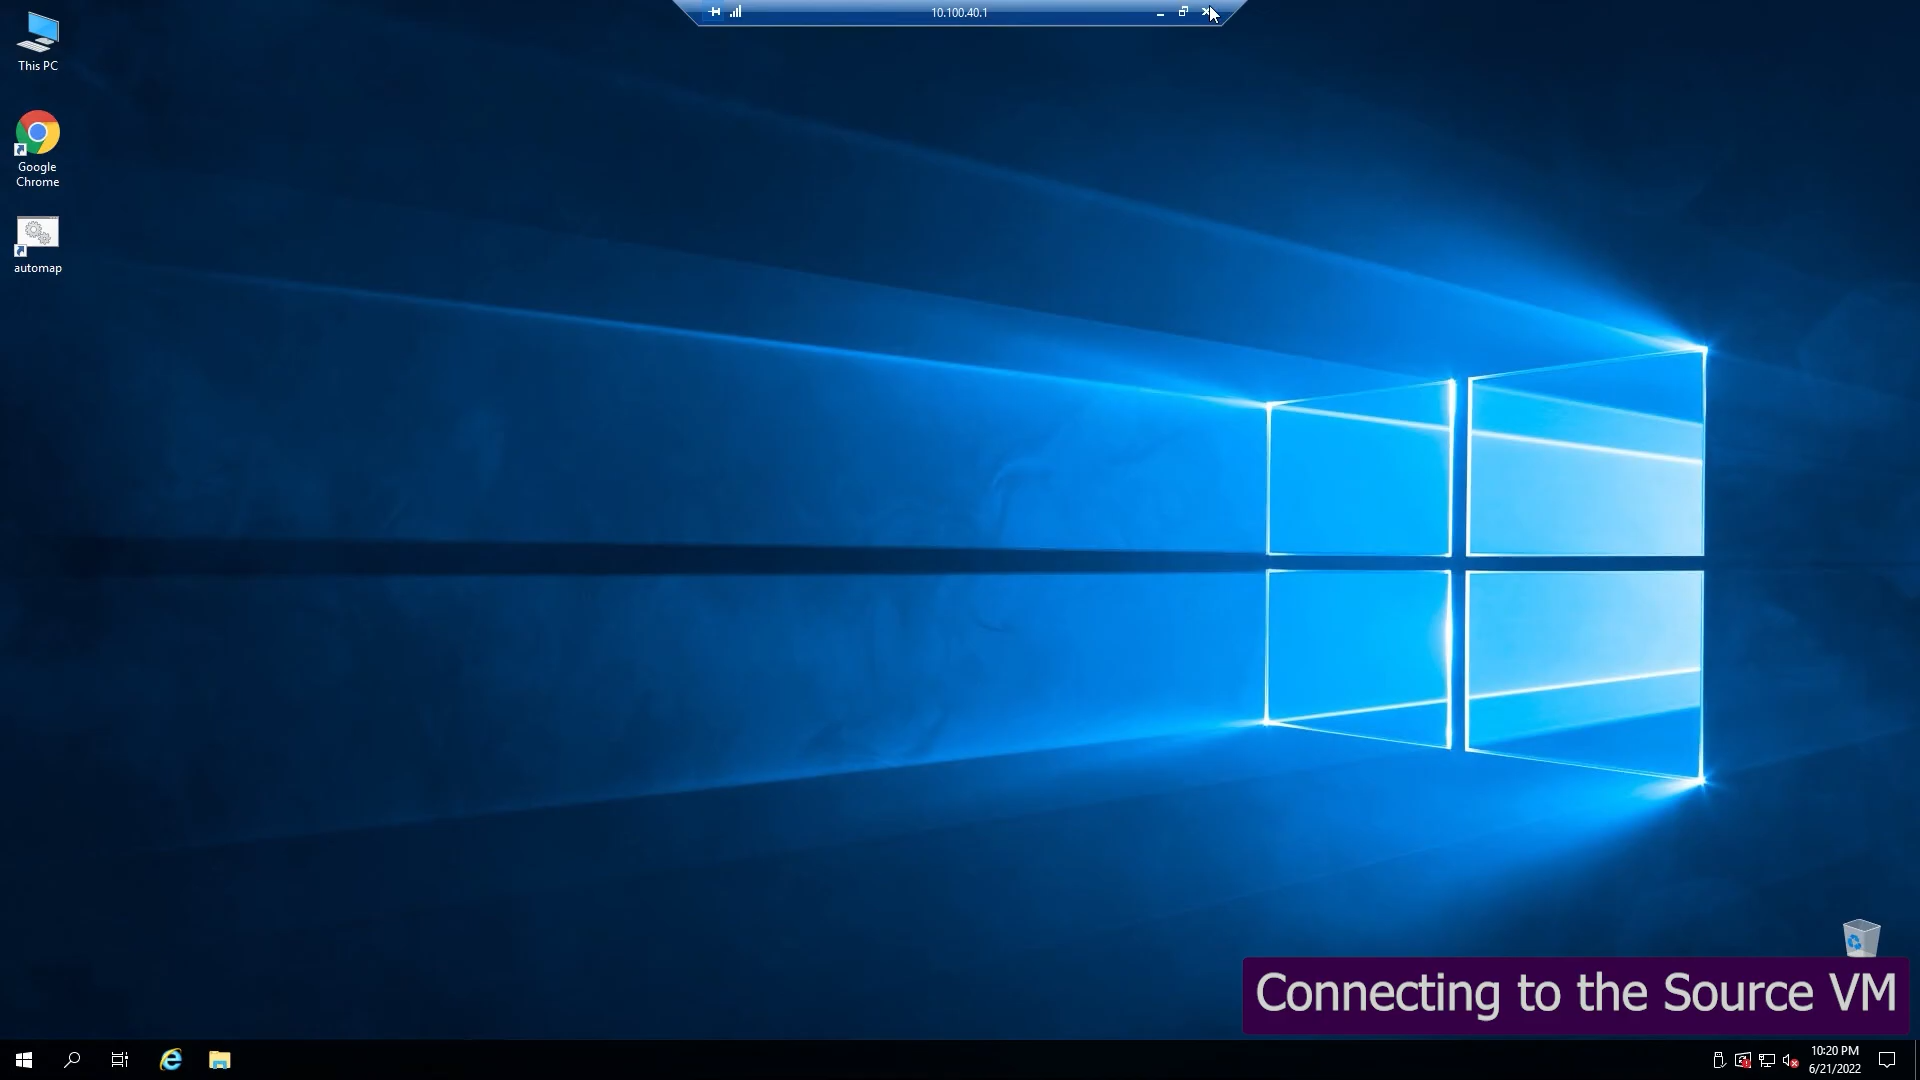 10.100.40.1
This PC
Google
Chrome
automap
Connecting to the Source VM
10:20 PM
6/21/2022